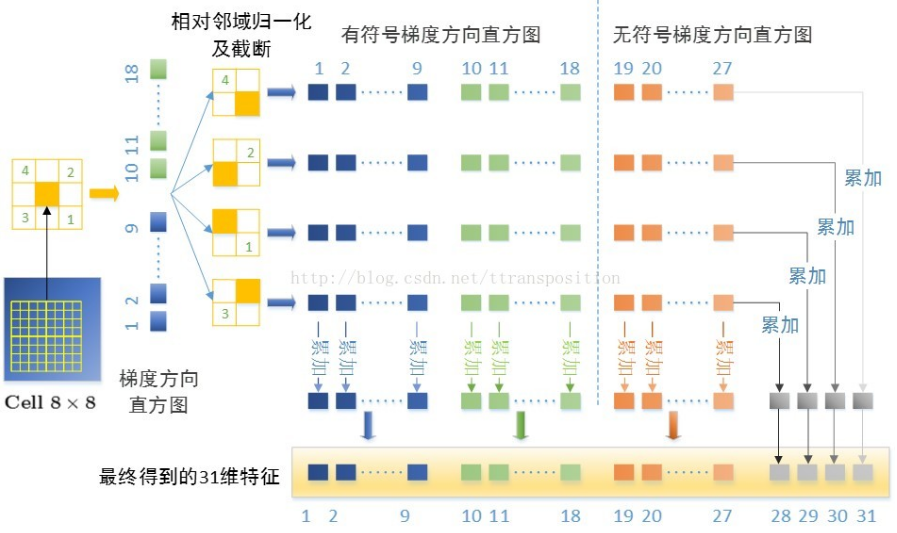 相对邻域归一化
及截断
有符号梯度方向直方图
无符号梯度方向直方图
1 2 9 10 11 18 19 20 27
18
11
10
9
2
1
4 2
3 1
4
2
1
3
累加
累加
累加
累加
http://blog.csdn.net/ttransposition
累加 累加 累加 累加 累加 累加 累加 累加 累加
Cell 8 × 8
梯度方向
直方图
最终得到的31维特征
1 2 9 10 11 18 19 20 27 28 29 30 31